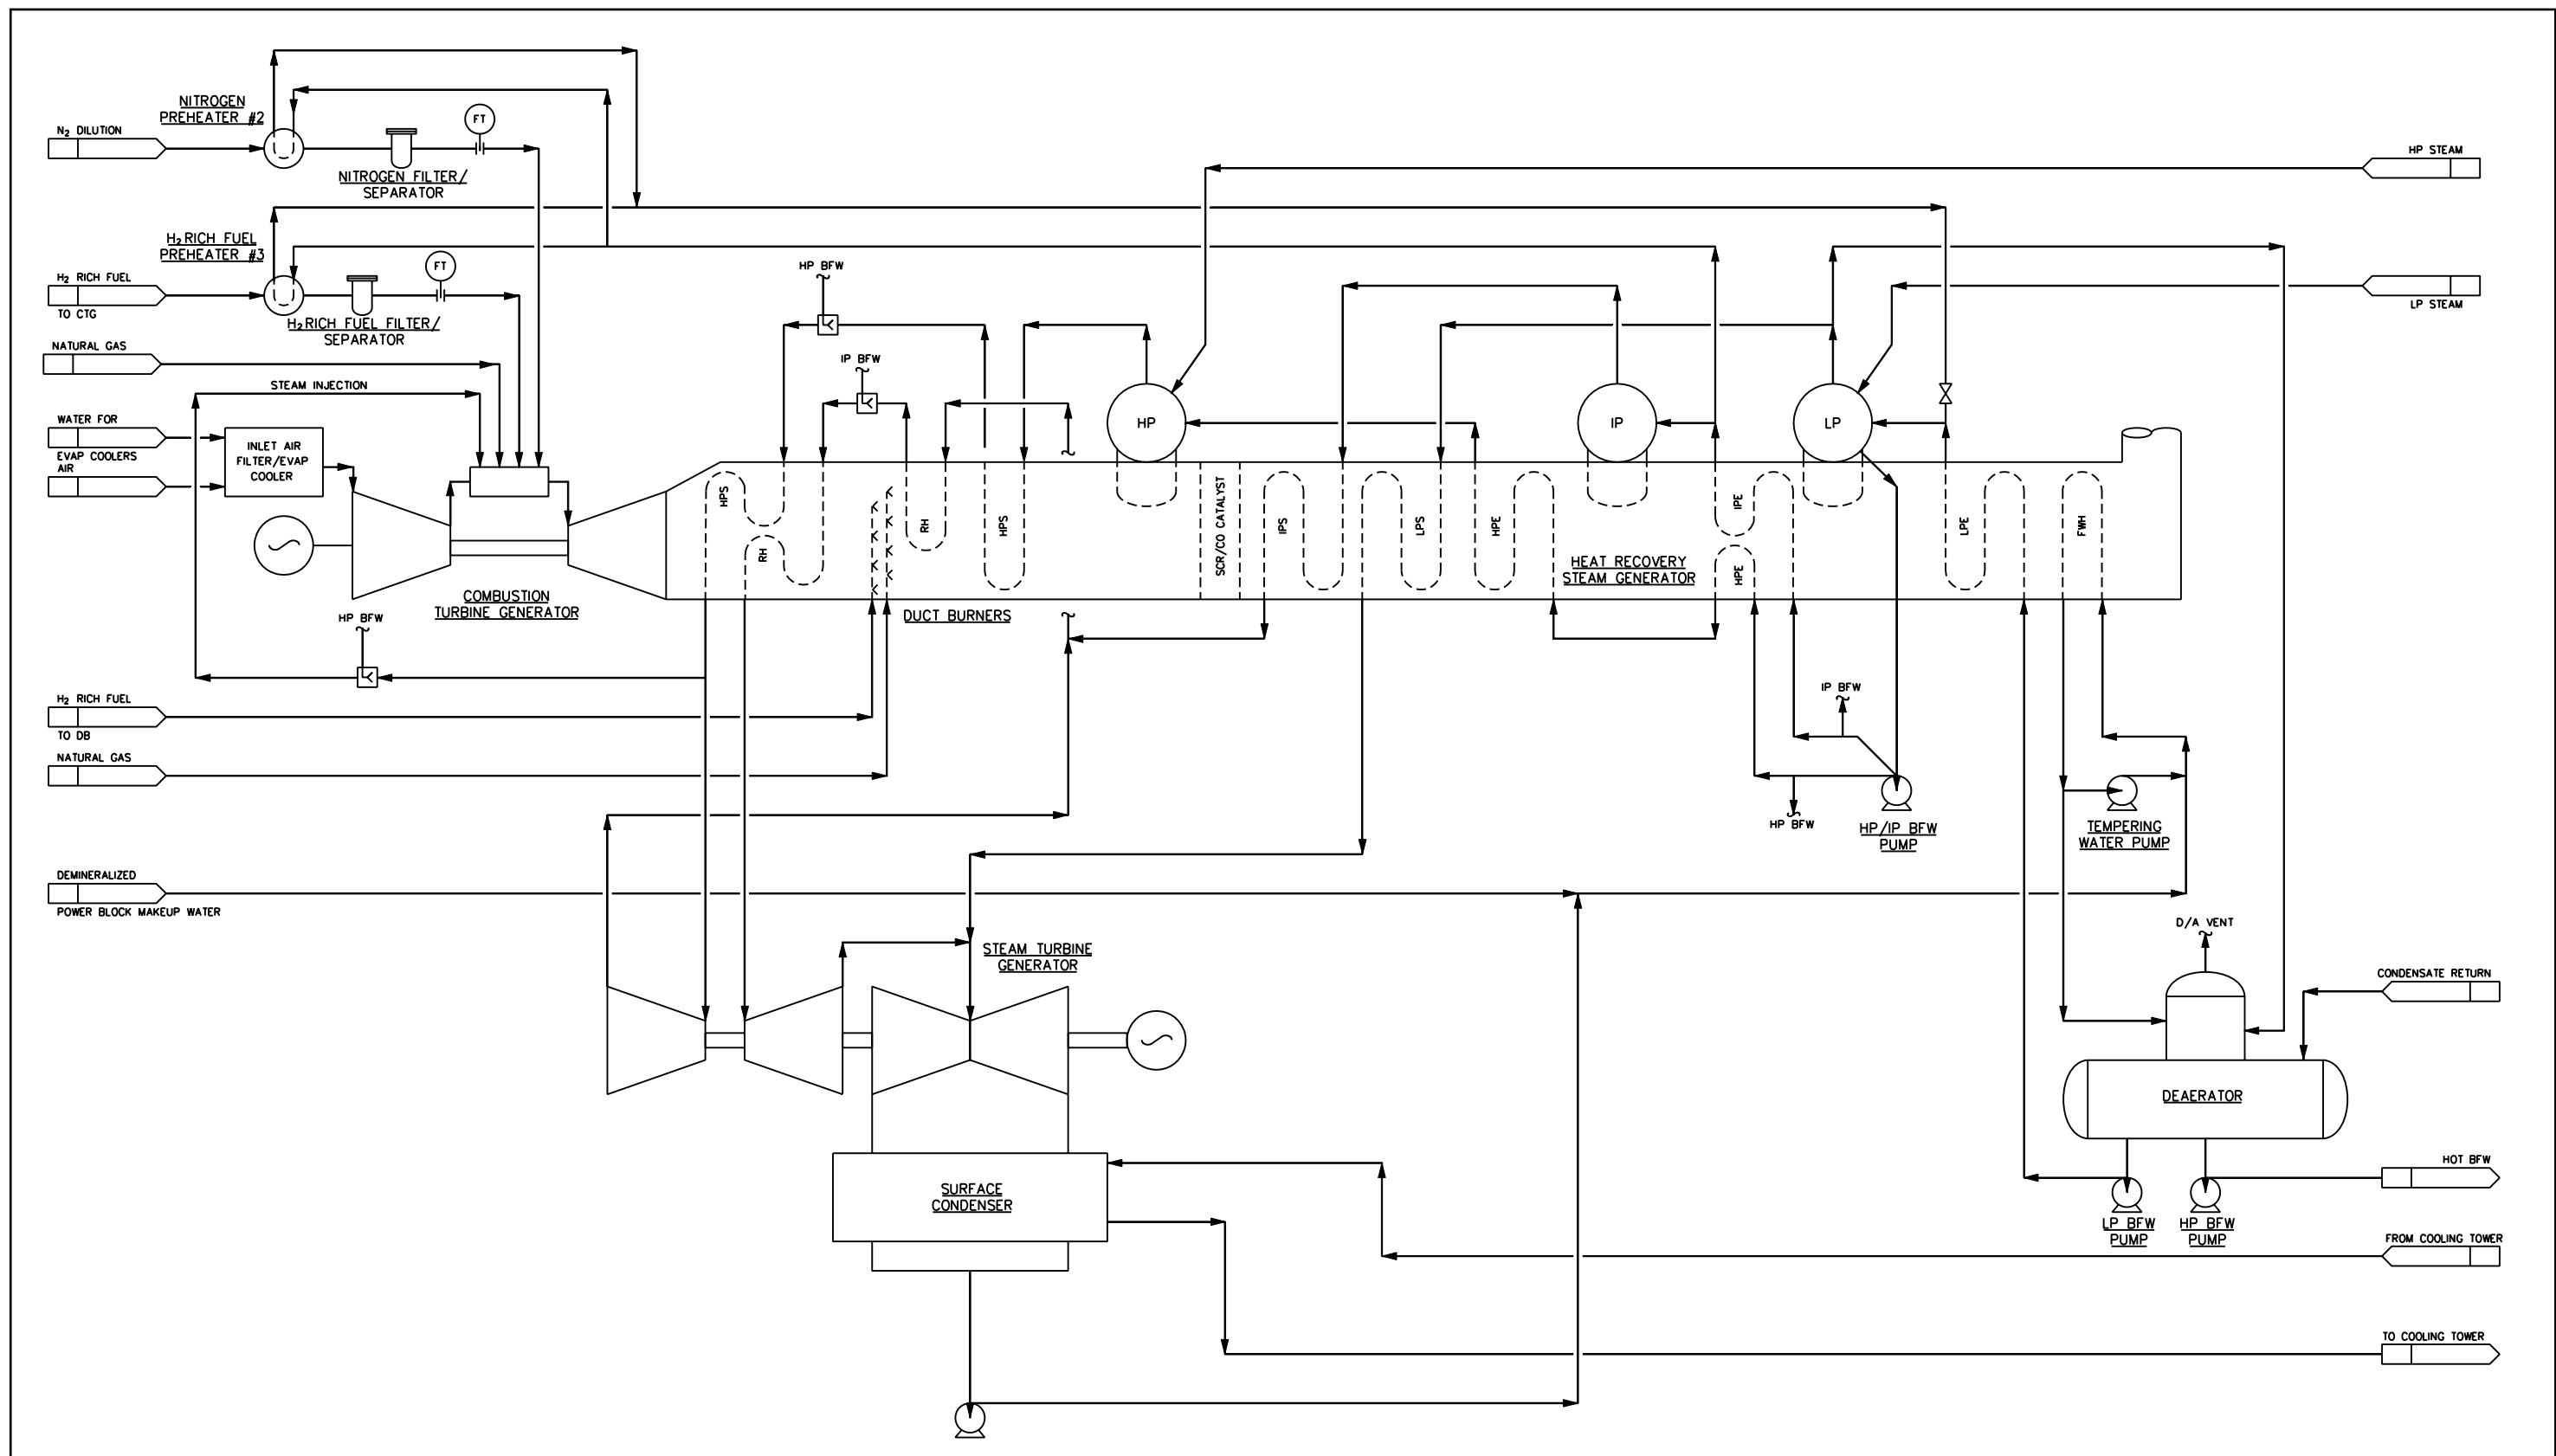 NITROGEN
PREHEATER #2
N₂ DILUTION
FT
NITROGEN FILTER/
SEPARATOR
HP STEAM
H₂ RICH FUEL
PREHEATER #3
FT
H₂ RICH FUEL
TO CTG
H₂ RICH FUEL FILTER/
SEPARATOR
HP BFW
LP STEAM
NATURAL GAS
IP BFW
STEAM INJECTION
WATER FOR
EVAP COOLERS
AIR
INLET AIR
FILTER/EVAP
COOLER
HP
IP
LP
HPS
RH
RH
HPS
SCR/CO CATALYST
IPS
LPS
HPE
IPE
HPE
LPE
FWH
HEAT RECOVERY
STEAM GENERATOR
COMBUSTION
TURBINE GENERATOR
DUCT BURNERS
HP BFW
H₂ RICH FUEL
TO DB
IP BFW
NATURAL GAS
HP BFW
HP/IP BFW
PUMP
TEMPERING
WATER PUMP
DEMINERALIZED
POWER BLOCK MAKEUP WATER
D/A VENT
STEAM TURBINE
GENERATOR
CONDENSATE RETURN
DEAERATOR
HOT BFW
SURFACE
CONDENSER
LP BFW
PUMP
HP BFW
PUMP
FROM COOLING TOWER
TO COOLING TOWER